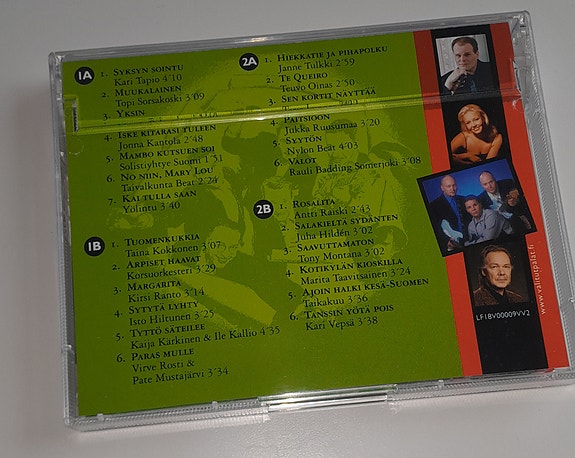 1A
1. Syksyn sointu
Kari Tapio 4'10
2. Muukalainen
Topi Sorsakoski 3'09
3. Yksin
4. Iske kitarasi tuleen
Jonna Kantola 2'48
5. Mambo kutsuen soi
Solistiyhtye Suomi 1'51
6. No niin, Mary Lou
Taivalkunta Beat 2'24
7. Kai tulla saan
Yölintu 3'40
1B
1. Tuomenkukkia
Taina Kokkonen 3'07
2. Arpiset haavat
Korsuorkesteri 3'29
3. Margarita
Kirsi Ranto 3'14
4. Sytytä lyhty
Isto Hiltunen 3'25
5. Tyttö säteilee
Kaija Kärkinen & Ile Kallio 4'35
6. Paras mulle
Virve Rosti &
Pate Mustajärvi 3'34
2A
1. Hiekkatie ja pihapolku
Janne Tulkki 2'59
2. Te Queiro
Teuvo Oinas 2'50
3. Sen kortit näyttää
4. Paitsioon
Jukka Ruusumaa 3'20
5. Syytön
Nylon Beat 4'03
6. Valot
Rauli Badding Somerjoki 3'08
2B
1. Rosalita
Antti Raiski 2'43
2. Salakieltä sydänten
Juha Hildén 3'02
3. Saavuttamaton
Tony Montana 3'02
4. Kotikylän kioskilla
Marita Taavitsainen 3'24
5. Ajoin halki kesä-Suomen
Taikakuu 3'36
6. Tanssin yötä pois
Kari Vepsä 3'38
www.valitutpalat.fi
LF18V00009VV2